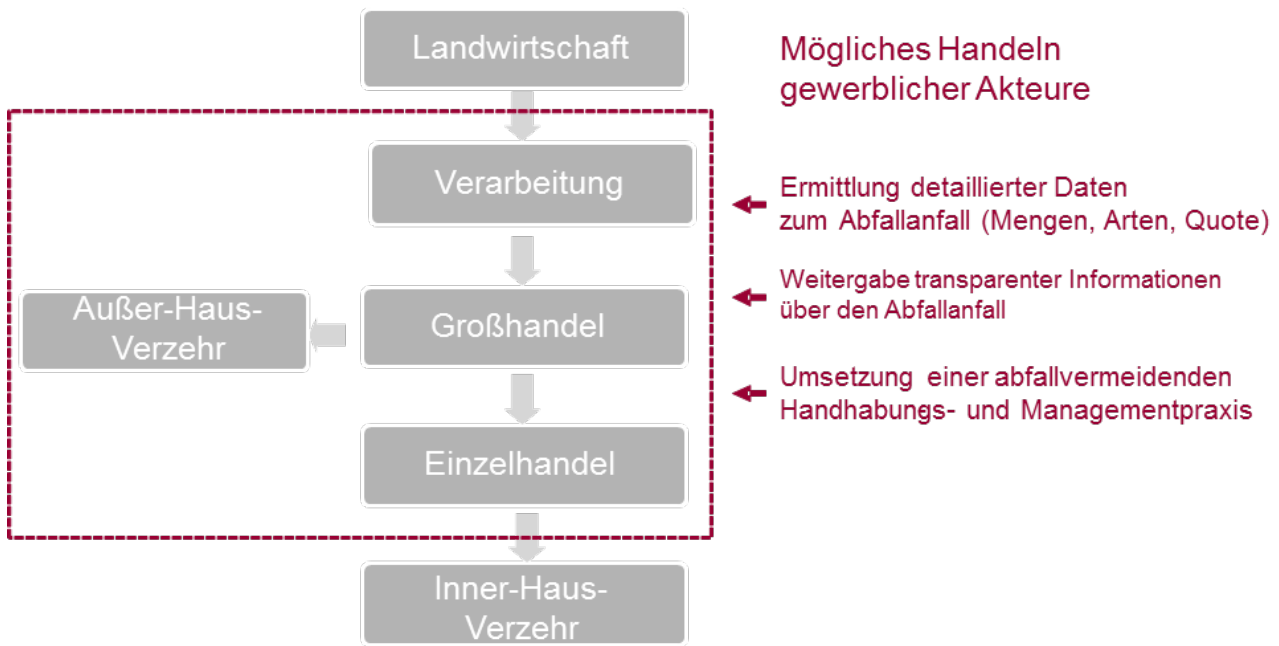 Landwirtschaft
Mögliches Handeln
gewerblicher Akteure
Verarbeitung
Ermittlung detaillierter Daten
zum Abfallanfall (Mengen, Arten, Quote)
Außer-Haus-
Verzehr
Großhandel
Weitergabe transparenter Informationen
über den Abfallanfall
Umsetzung einer abfallvermeidenden
Handhabungs- und Managementpraxis
Einzelhandel
Inner-Haus-
Verzehr